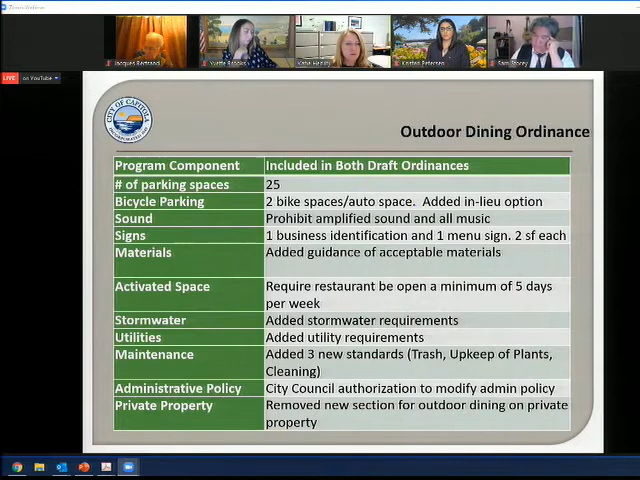 Zoom Webinar
Jacques Bertrand
Yvette Brooks
Katie Herlihy
Kristen Petersen
Sam Storey
LIVE on YouTube
CITY OF CAPITOLA
Outdoor Dining Ordinance
Program Component Included in Both Draft Ordinances
# of parking spaces 25
Bicycle Parking 2 bike spaces/auto space. Added in-lieu option
Sound Prohibit amplified sound and all music
Signs 1 business identification and 1 menu sign. 2 sf each
Materials Added guidance of acceptable materials
Activated Space Require restaurant be open a minimum of 5 days
per week
Stormwater Added stormwater requirements
Utilities Added utility requirements
Maintenance Added 3 new standards (Trash, Upkeep of Plants,
Cleaning)
Administrative Policy City Council authorization to modify admin policy
Private Property Removed new section for outdoor dining on private
property